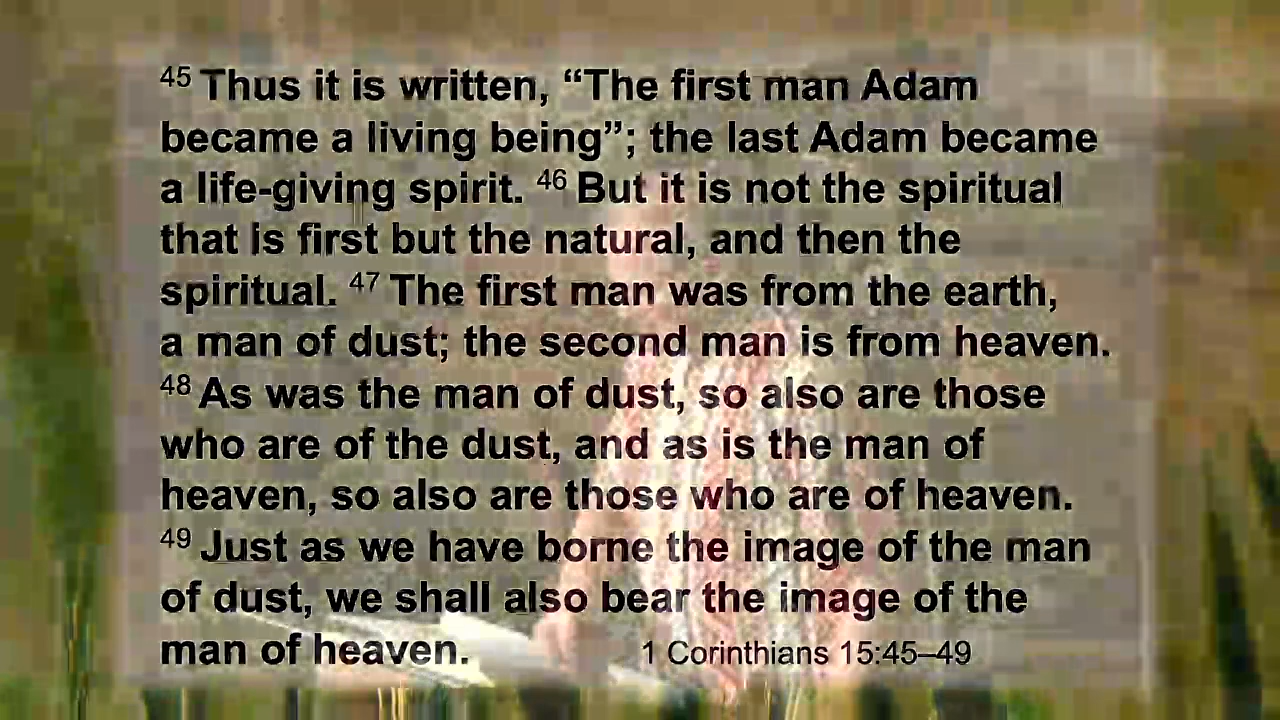 45 Thus it is written, “The first man Adam
became a living being”; the last Adam became
a life-giving spirit. 46 But it is not the spiritual
that is first but the natural, and then the
spiritual. 47 The first man was from the earth,
a man of dust; the second man is from heaven.
48 As was the man of dust, so also are those
who are of the dust, and as is the man of
heaven, so also are those who are of heaven.
49 Just as we have borne the image of the man
of dust, we shall also bear the image of the
man of heaven. 1 Corinthians 15:45–49